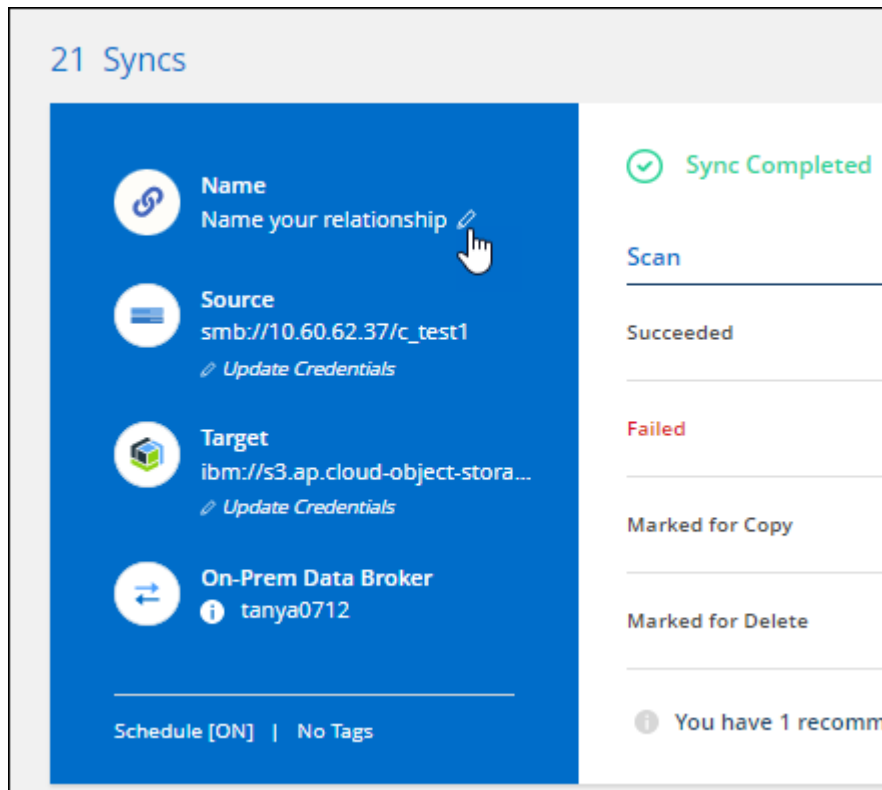 21 Syncs
Name
Name your relationship
Source
smb://10.60.62.37/c_test1
Update Credentials
Target
ibm://s3.ap.cloud-object-stora...
Update Credentials
On-Prem Data Broker
tanya0712
Schedule [ON] | No Tags
Sync Completed
Scan
Succeeded
Failed
Marked for Copy
Marked for Delete
You have 1